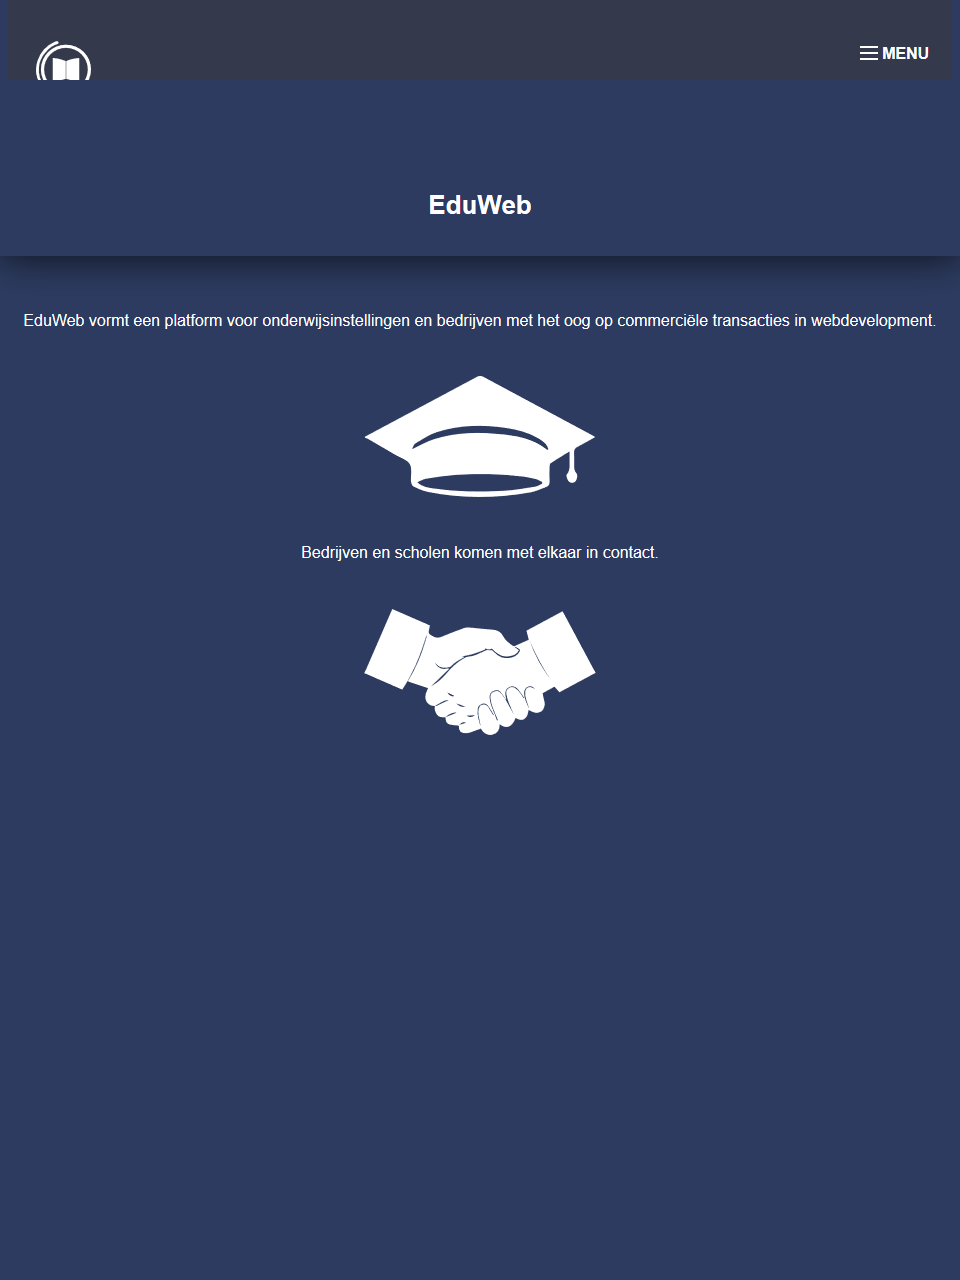 MENU
EduWeb
EduWeb vormt een platform voor onderwijsinstellingen en bedrijven met het oog op commerciële transacties in webdevelopment.
Bedrijven en scholen komen met elkaar in contact.